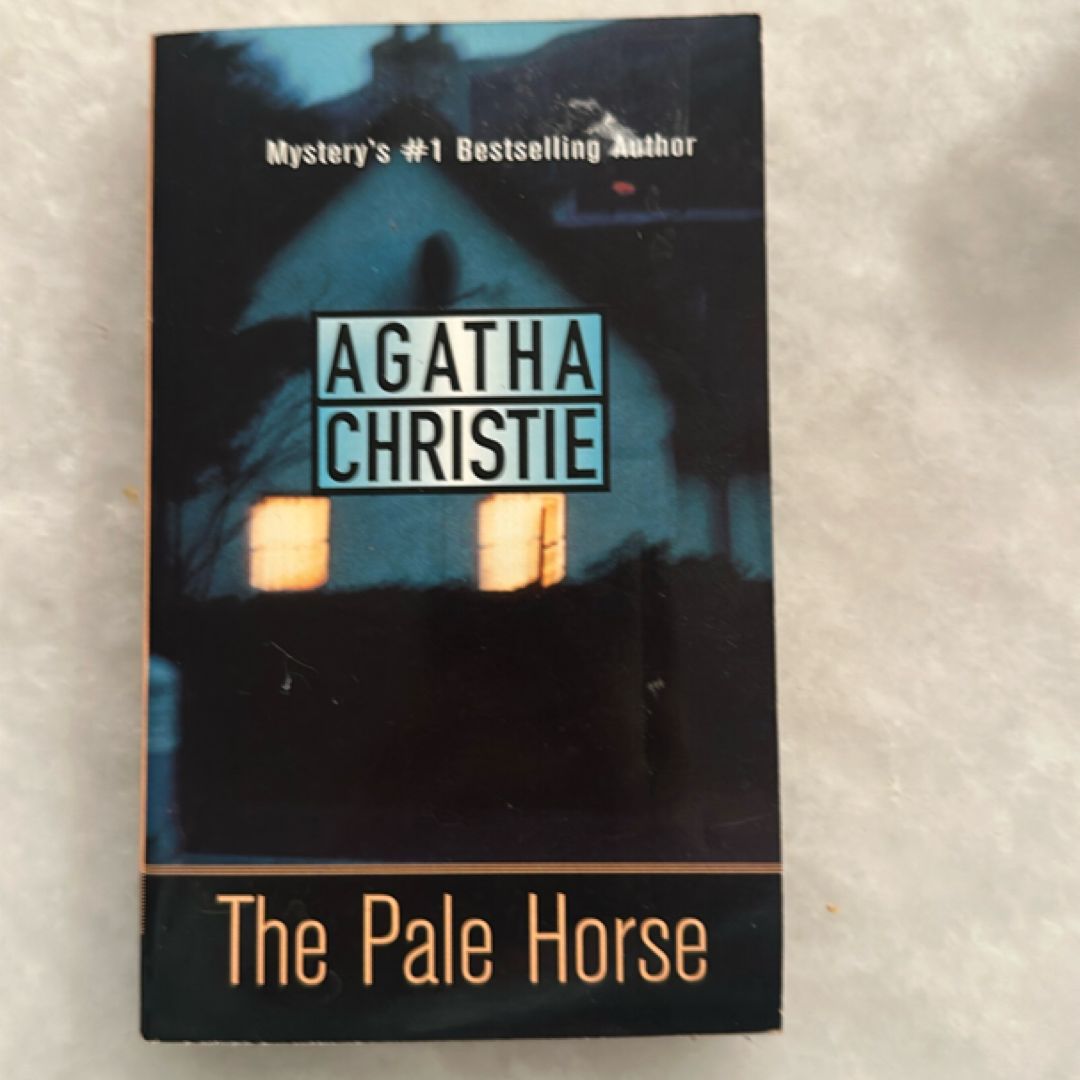 Mystery's #1 Bestselling Author
AGATHA
CHRISTIE
The Pale Horse